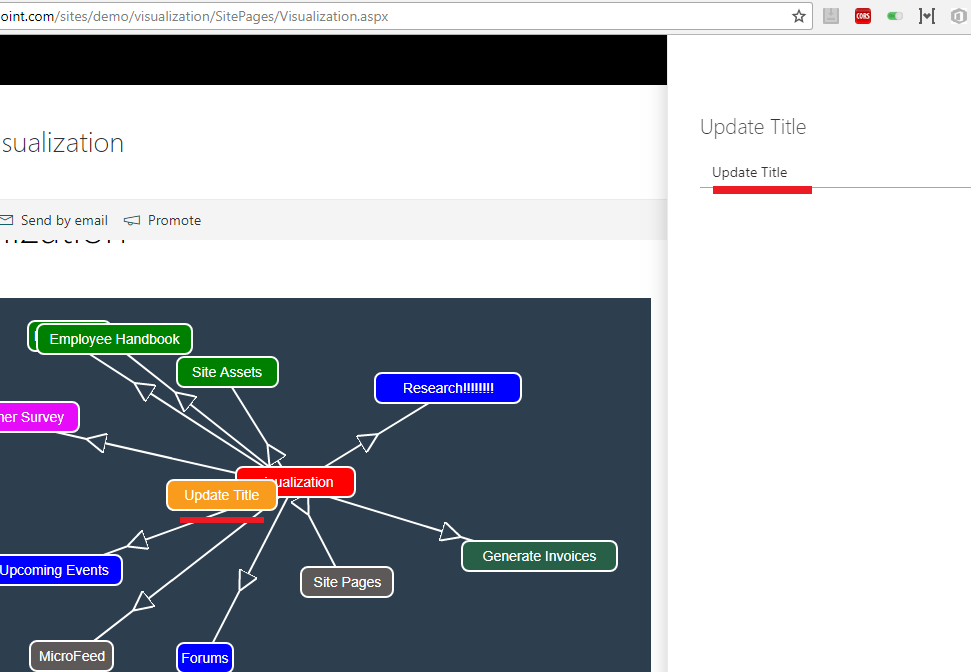 oint.com/sites/demo/visualization/SitePages/Visualization.aspx
CORS
sualization
Update Title
Update Title
Send by email
Promote
Employee Handbook
Site Assets
Research!!!!!!!!
Survey
ualization
Update Title
Generate Invoices
Upcoming Events
Site Pages
MicroFeed
Forums